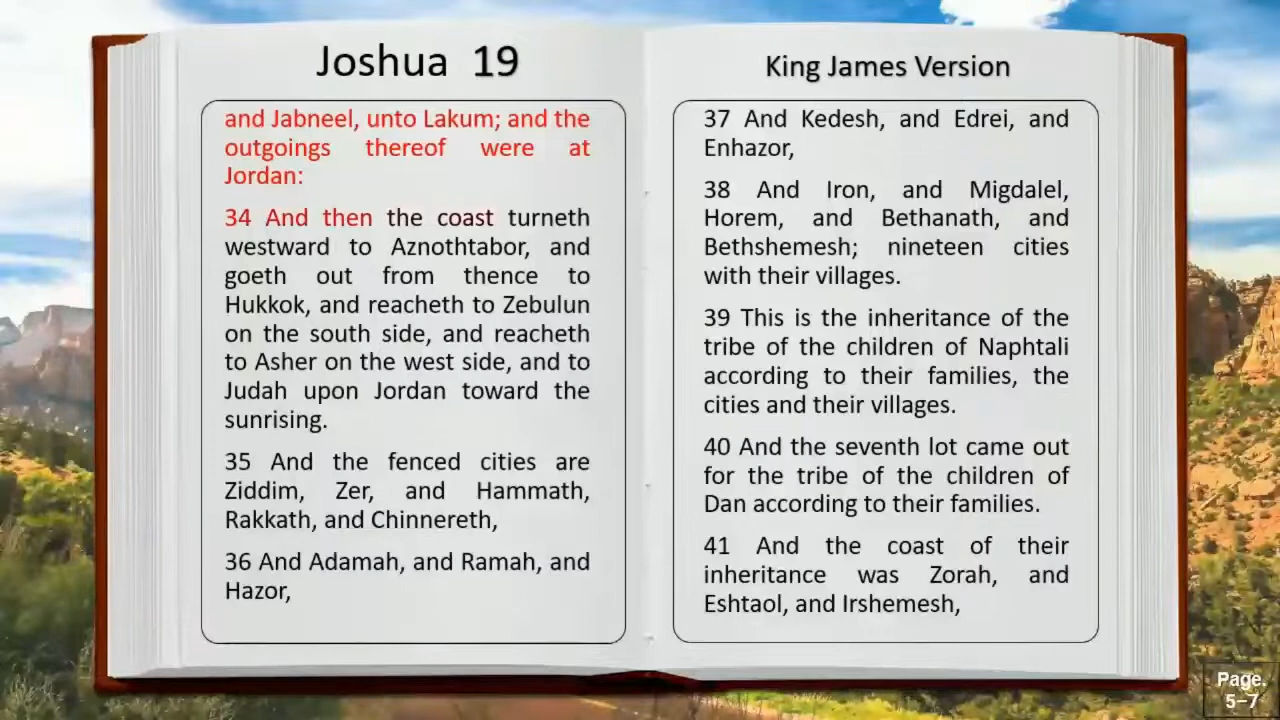 Joshua 19
and Jabneel, unto Lakum; and the
outgoings thereof were at
Jordan:
34 And then the coast turneth
westward to Aznothtabor, and
goeth out from thence to
Hukkok, and reacheth to Zebulun
on the south side, and reacheth
to Asher on the west side, and to
Judah upon Jordan toward the
sunrising.
35 And the fenced cities are
Ziddim, Zer, and Hammath,
Rakkath, and Chinnereth,
36 And Adamah, and Ramah, and
Hazor,
King James Version
37 And Kedesh, and Edrei, and
Enhazor,
38 And Iron, and Migdalel,
Horem, and Bethanath, and
Bethshemesh; nineteen cities
with their villages.
39 This is the inheritance of the
tribe of the children of Naphtali
according to their families, the
cities and their villages.
40 And the seventh lot came out
for the tribe of the children of
Dan according to their families.
41 And the coast of their
inheritance was Zorah, and
Eshtaol, and Irshemesh,
Page.
5-7